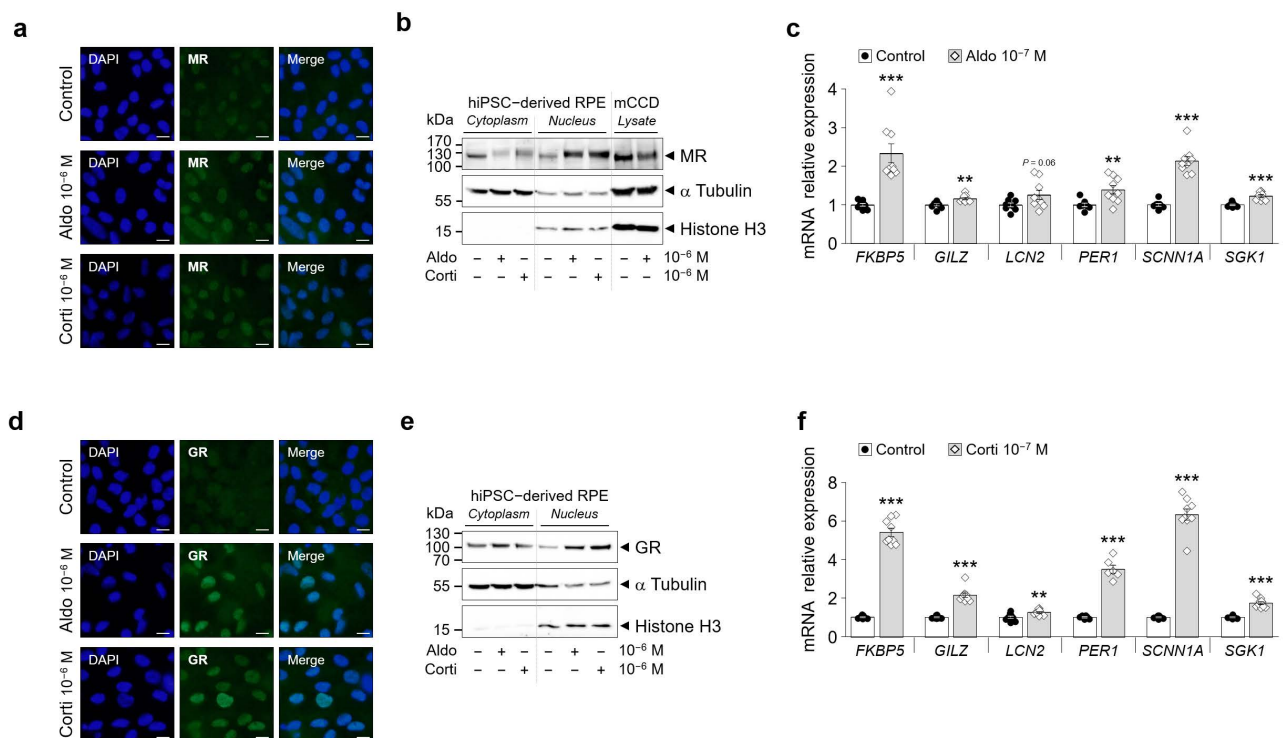 a
DAPI
MR
Merge
Control
DAPI
MR
Merge
Aldo 10⁻⁶ M
DAPI
MR
Merge
Corti 10⁻⁶ M
b
hiPSC−derived RPE mCCD
kDa Cytoplasm Nucleus Lysate
170
130
100
MR
55
α Tubulin
15
Histone H3
Aldo − + − − + − − + 10⁻⁶ M
Corti − − + − − + − − 10⁻⁶ M
c
Control Aldo 10⁻⁷ M
mRNA relative expression
4
3
2
1
0
***
**
P = 0.06
**
***
***
FKBP5 GILZ LCN2 PER1 SCNN1A SGK1
d
DAPI
GR
Merge
Control
DAPI
GR
Merge
Aldo 10⁻⁶ M
DAPI
GR
Merge
Corti 10⁻⁶ M
e
hiPSC−derived RPE
kDa Cytoplasm Nucleus
130
100
70
GR
55
α Tubulin
15
Histone H3
Aldo − + − − + − 10⁻⁶ M
Corti − − + − − + 10⁻⁶ M
f
Control Corti 10⁻⁷ M
mRNA relative expression
8
6
4
2
0
***
***
**
***
***
***
FKBP5 GILZ LCN2 PER1 SCNN1A SGK1